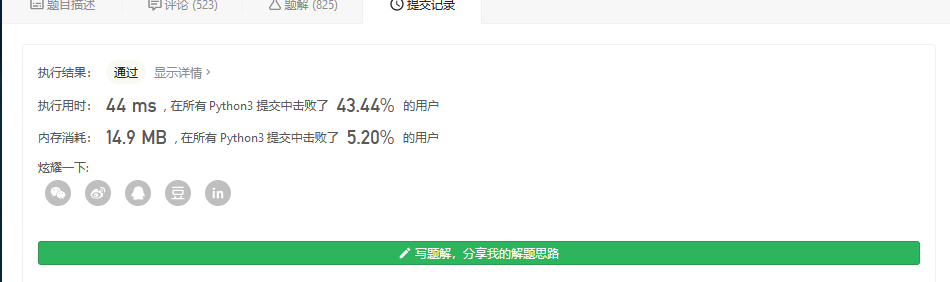 题目描述 评论 (523) 题解 (825) 提交记录
执行结果： 通过 显示详情 ›
执行用时： 44 ms , 在所有 Python3 提交中击败了 43.44% 的用户
内存消耗： 14.9 MB , 在所有 Python3 提交中击败了 5.20% 的用户
炫耀一下:
豆 in
写题解，分享我的解题思路